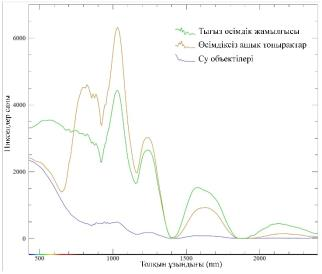 6000
4000
2000
0
Пиксельдер саны
Тығыз өсімдік жамылғысы
Өсімдіксіз ашық топырақтар
Су объектілері
500 1000 1500 2000
Толқын ұзындығы (nm)